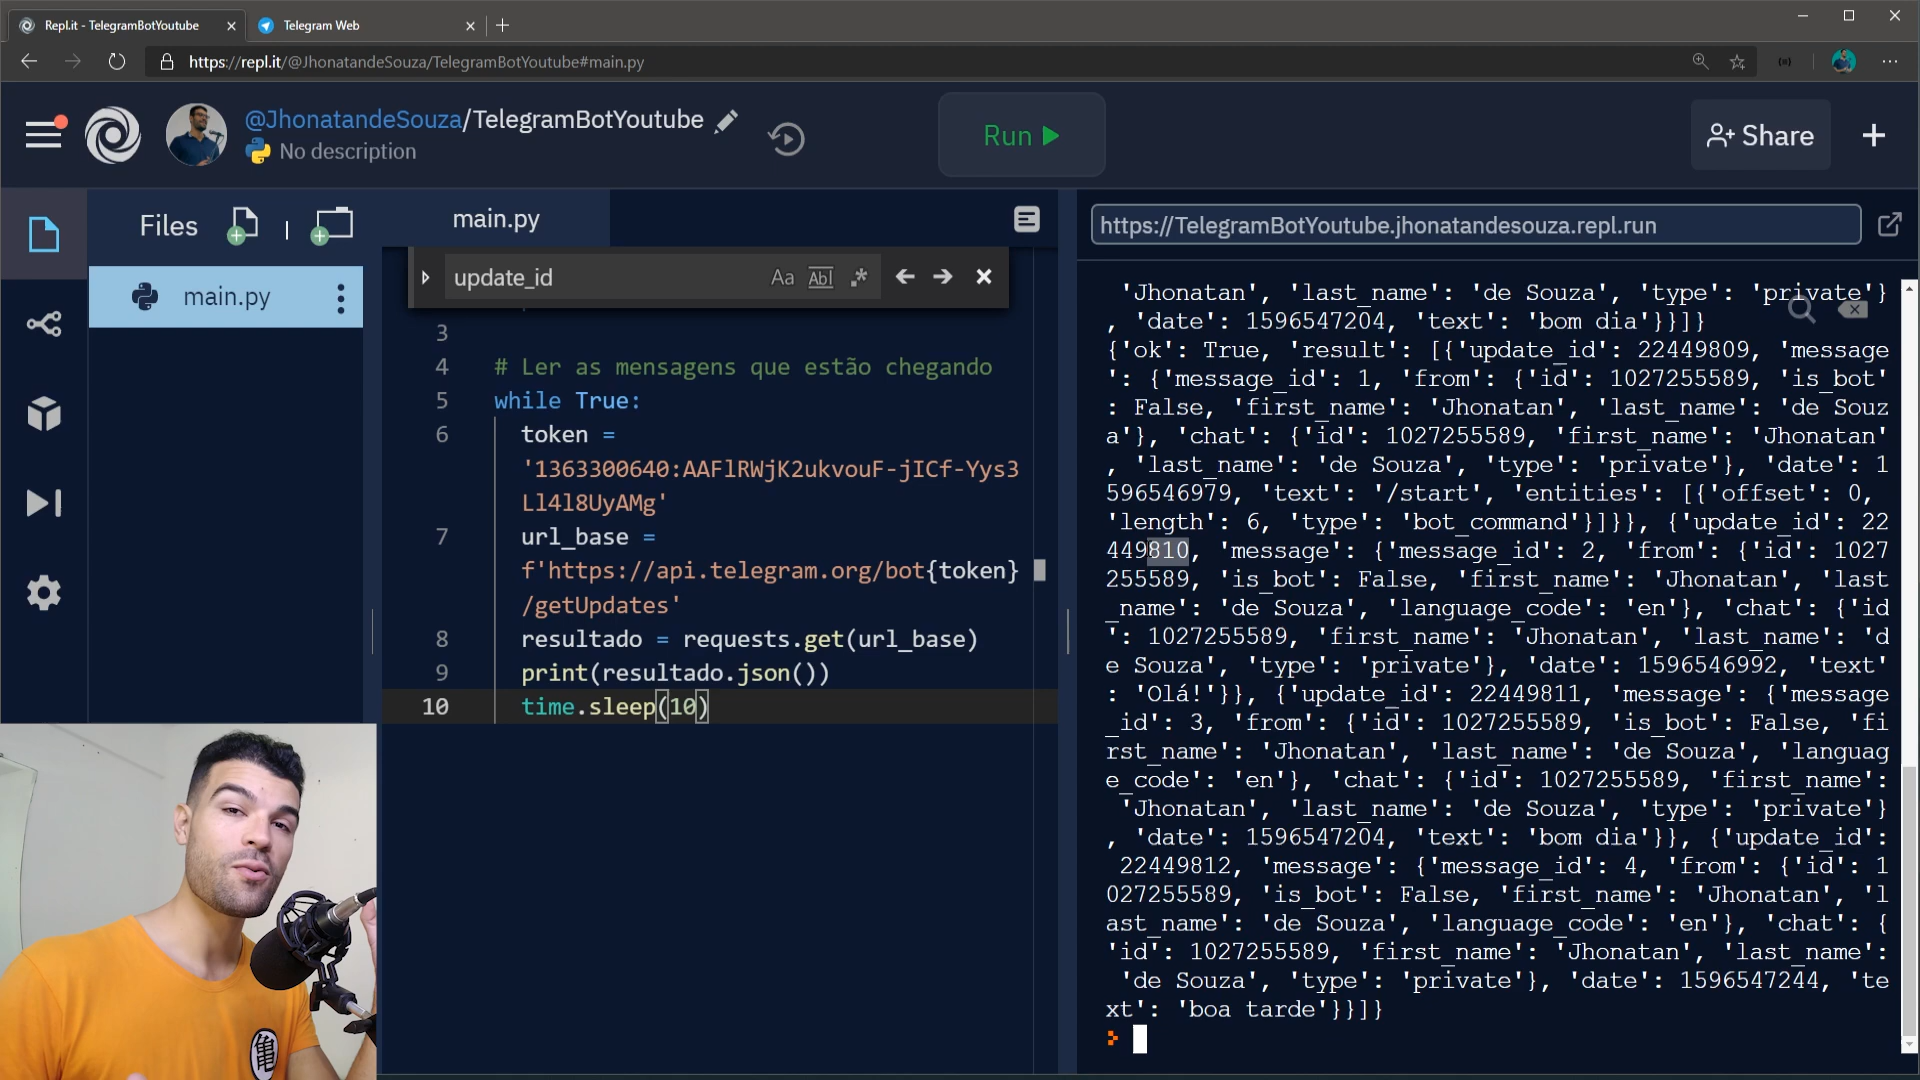 Repl.it - TelegramBotYoutube
Telegram Web
https://repl.it/@JhonatandeSouza/TelegramBotYoutube#main.py
@JhonatandeSouza/TelegramBotYoutube
No description
Run
Share
Files
main.py
main.py
update_id
Aa
Abl
.*
3
4 # Ler as mensagens que estão chegando
5 while True:
6 token =
'1363300640:AAFlRWjK2ukvouF-jICf-Yys3
Ll4l8UyAMg'
7 url_base =
f'https://api.telegram.org/bot{token}
/getUpdates'
8 resultado = requests.get(url_base)
9 print(resultado.json())
10 time.sleep(10)
https://TelegramBotYoutube.jhonatandesouza.repl.run
'Jhonatan', 'last_name': 'de Souza', 'type': 'private'}
, 'date': 1596547204, 'text': 'bom dia'}}]}
{'ok': True, 'result': [{'update_id': 22449809, 'message
': {'message_id': 1, 'from': {'id': 1027255589, 'is_bot'
: False, 'first_name': 'Jhonatan', 'last_name': 'de Souz
a'}, 'chat': {'id': 1027255589, 'first_name': 'Jhonatan'
, 'last_name': 'de Souza', 'type': 'private'}, 'date': 1
596546979, 'text': '/start', 'entities': [{'offset': 0,
'length': 6, 'type': 'bot_command'}]}}, {'update_id': 22
449810, 'message': {'message_id': 2, 'from': {'id': 1027
255589, 'is_bot': False, 'first_name': 'Jhonatan', 'last
_name': 'de Souza', 'language_code': 'en'}, 'chat': {'id
': 1027255589, 'first_name': 'Jhonatan', 'last_name': 'd
e Souza', 'type': 'private'}, 'date': 1596546992, 'text'
: 'Olá!'}}, {'update_id': 22449811, 'message': {'message
_id': 3, 'from': {'id': 1027255589, 'is_bot': False, 'fi
rst_name': 'Jhonatan', 'last_name': 'de Souza', 'languag
e_code': 'en'}, 'chat': {'id': 1027255589, 'first_name':
'Jhonatan', 'last_name': 'de Souza', 'type': 'private'}
, 'date': 1596547204, 'text': 'bom dia'}}, {'update_id':
22449812, 'message': {'message_id': 4, 'from': {'id': 1
027255589, 'is_bot': False, 'first_name': 'Jhonatan', 'l
ast_name': 'de Souza', 'language_code': 'en'}, 'chat': {
'id': 1027255589, 'first_name': 'Jhonatan', 'last_name':
'de Souza', 'type': 'private'}, 'date': 1596547244, 'te
xt': 'boa tarde'}}]}
亀